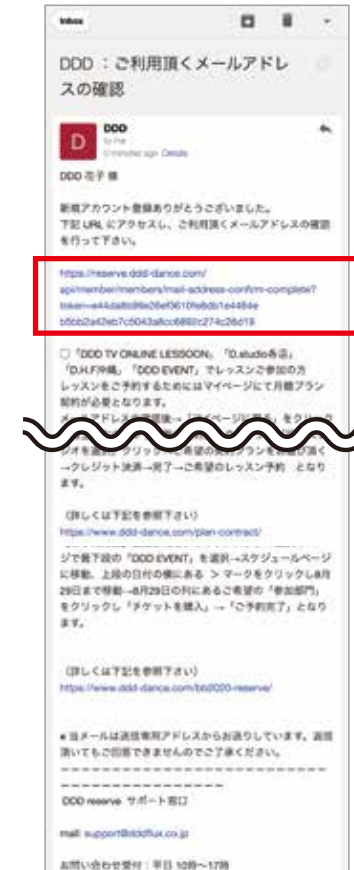 Inbox
DDD ：ご利用頂くメールアドレ
スの確認
D
DDD
to me
0 minutes ago Details
DDD 花子 様
新規アカウント登録ありがとうございました。
下記 URL にアクセスし、ご利用頂くメールアドレスの確認
を行って下さい。
https://reserve.ddd-dance.com/
api/member/members/mail-address-confirm-complete?
□「DDD TV ONLINE LESSOON」「D.studio各店」
「D.H.F沖縄」「DDD EVENT」でレッスンご参加の方
レッスンをご予約するためにはマイページにて月額プラン
契約が必要となります。
→クレジット決済→完了→ご希望のレッスン予約 となり
ます。
（詳しくは下記を参照下さい）
https://www.ddd-dance.com/plan-contract/
ジで最下段の「DDD EVENT」を選択→スケジュールページ
に移動、上段の日付の横にある ＞ マークをクリックし8月
29日まで移動→8月29日の列にあるご希望の「参加部門」
をクリックし「チケットを購入」→「ご予約完了」となり
ます。
（詳しくは下記を参照下さい）
https://www.ddd-dance.com/bb2020-reserve/
● 当メールは送信専用アドレスからお送りしています。返信
頂いてもご回答できませんのでご了承ください。
DDD reserve サポート窓口
mail: support@dddflux.co.jp
お問い合わせ受付：平日 10時〜17時